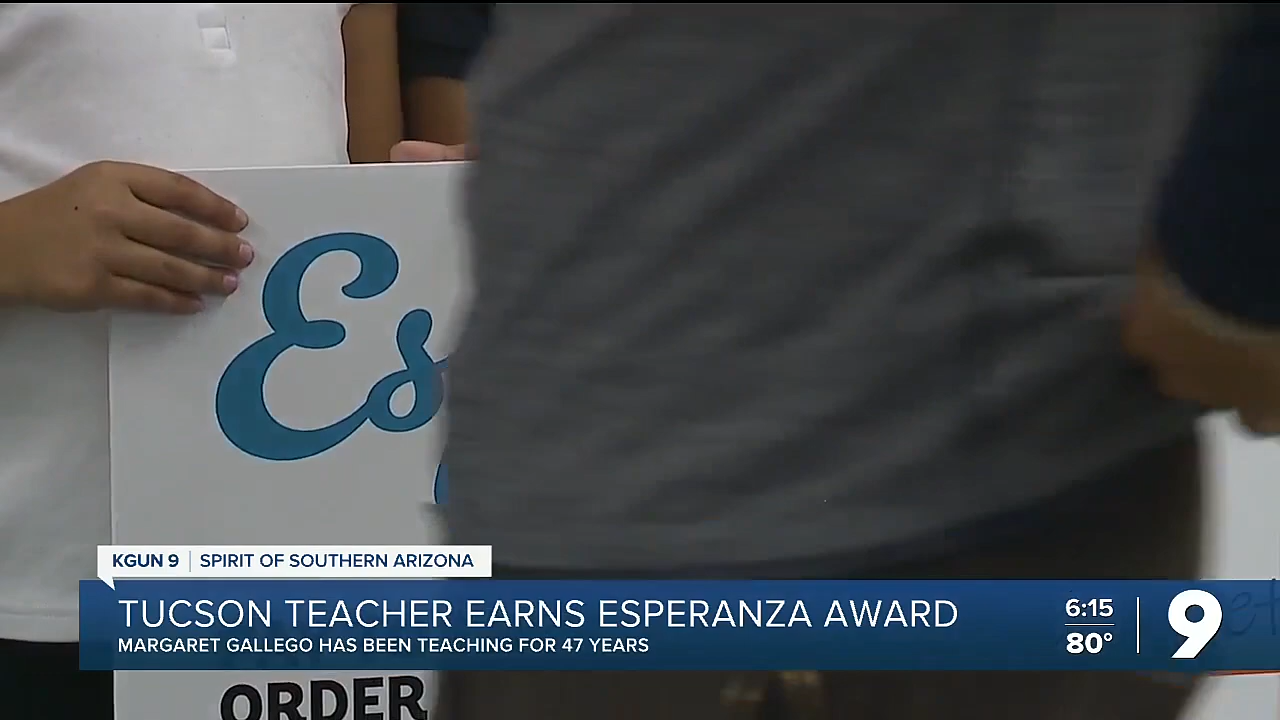 Es
KGUN 9 | SPIRIT OF SOUTHERN ARIZONA
TUCSON TEACHER EARNS ESPERANZA AWARD
MARGARET GALLEGO HAS BEEN TEACHING FOR 47 YEARS
6:15
80°
9
ORDER